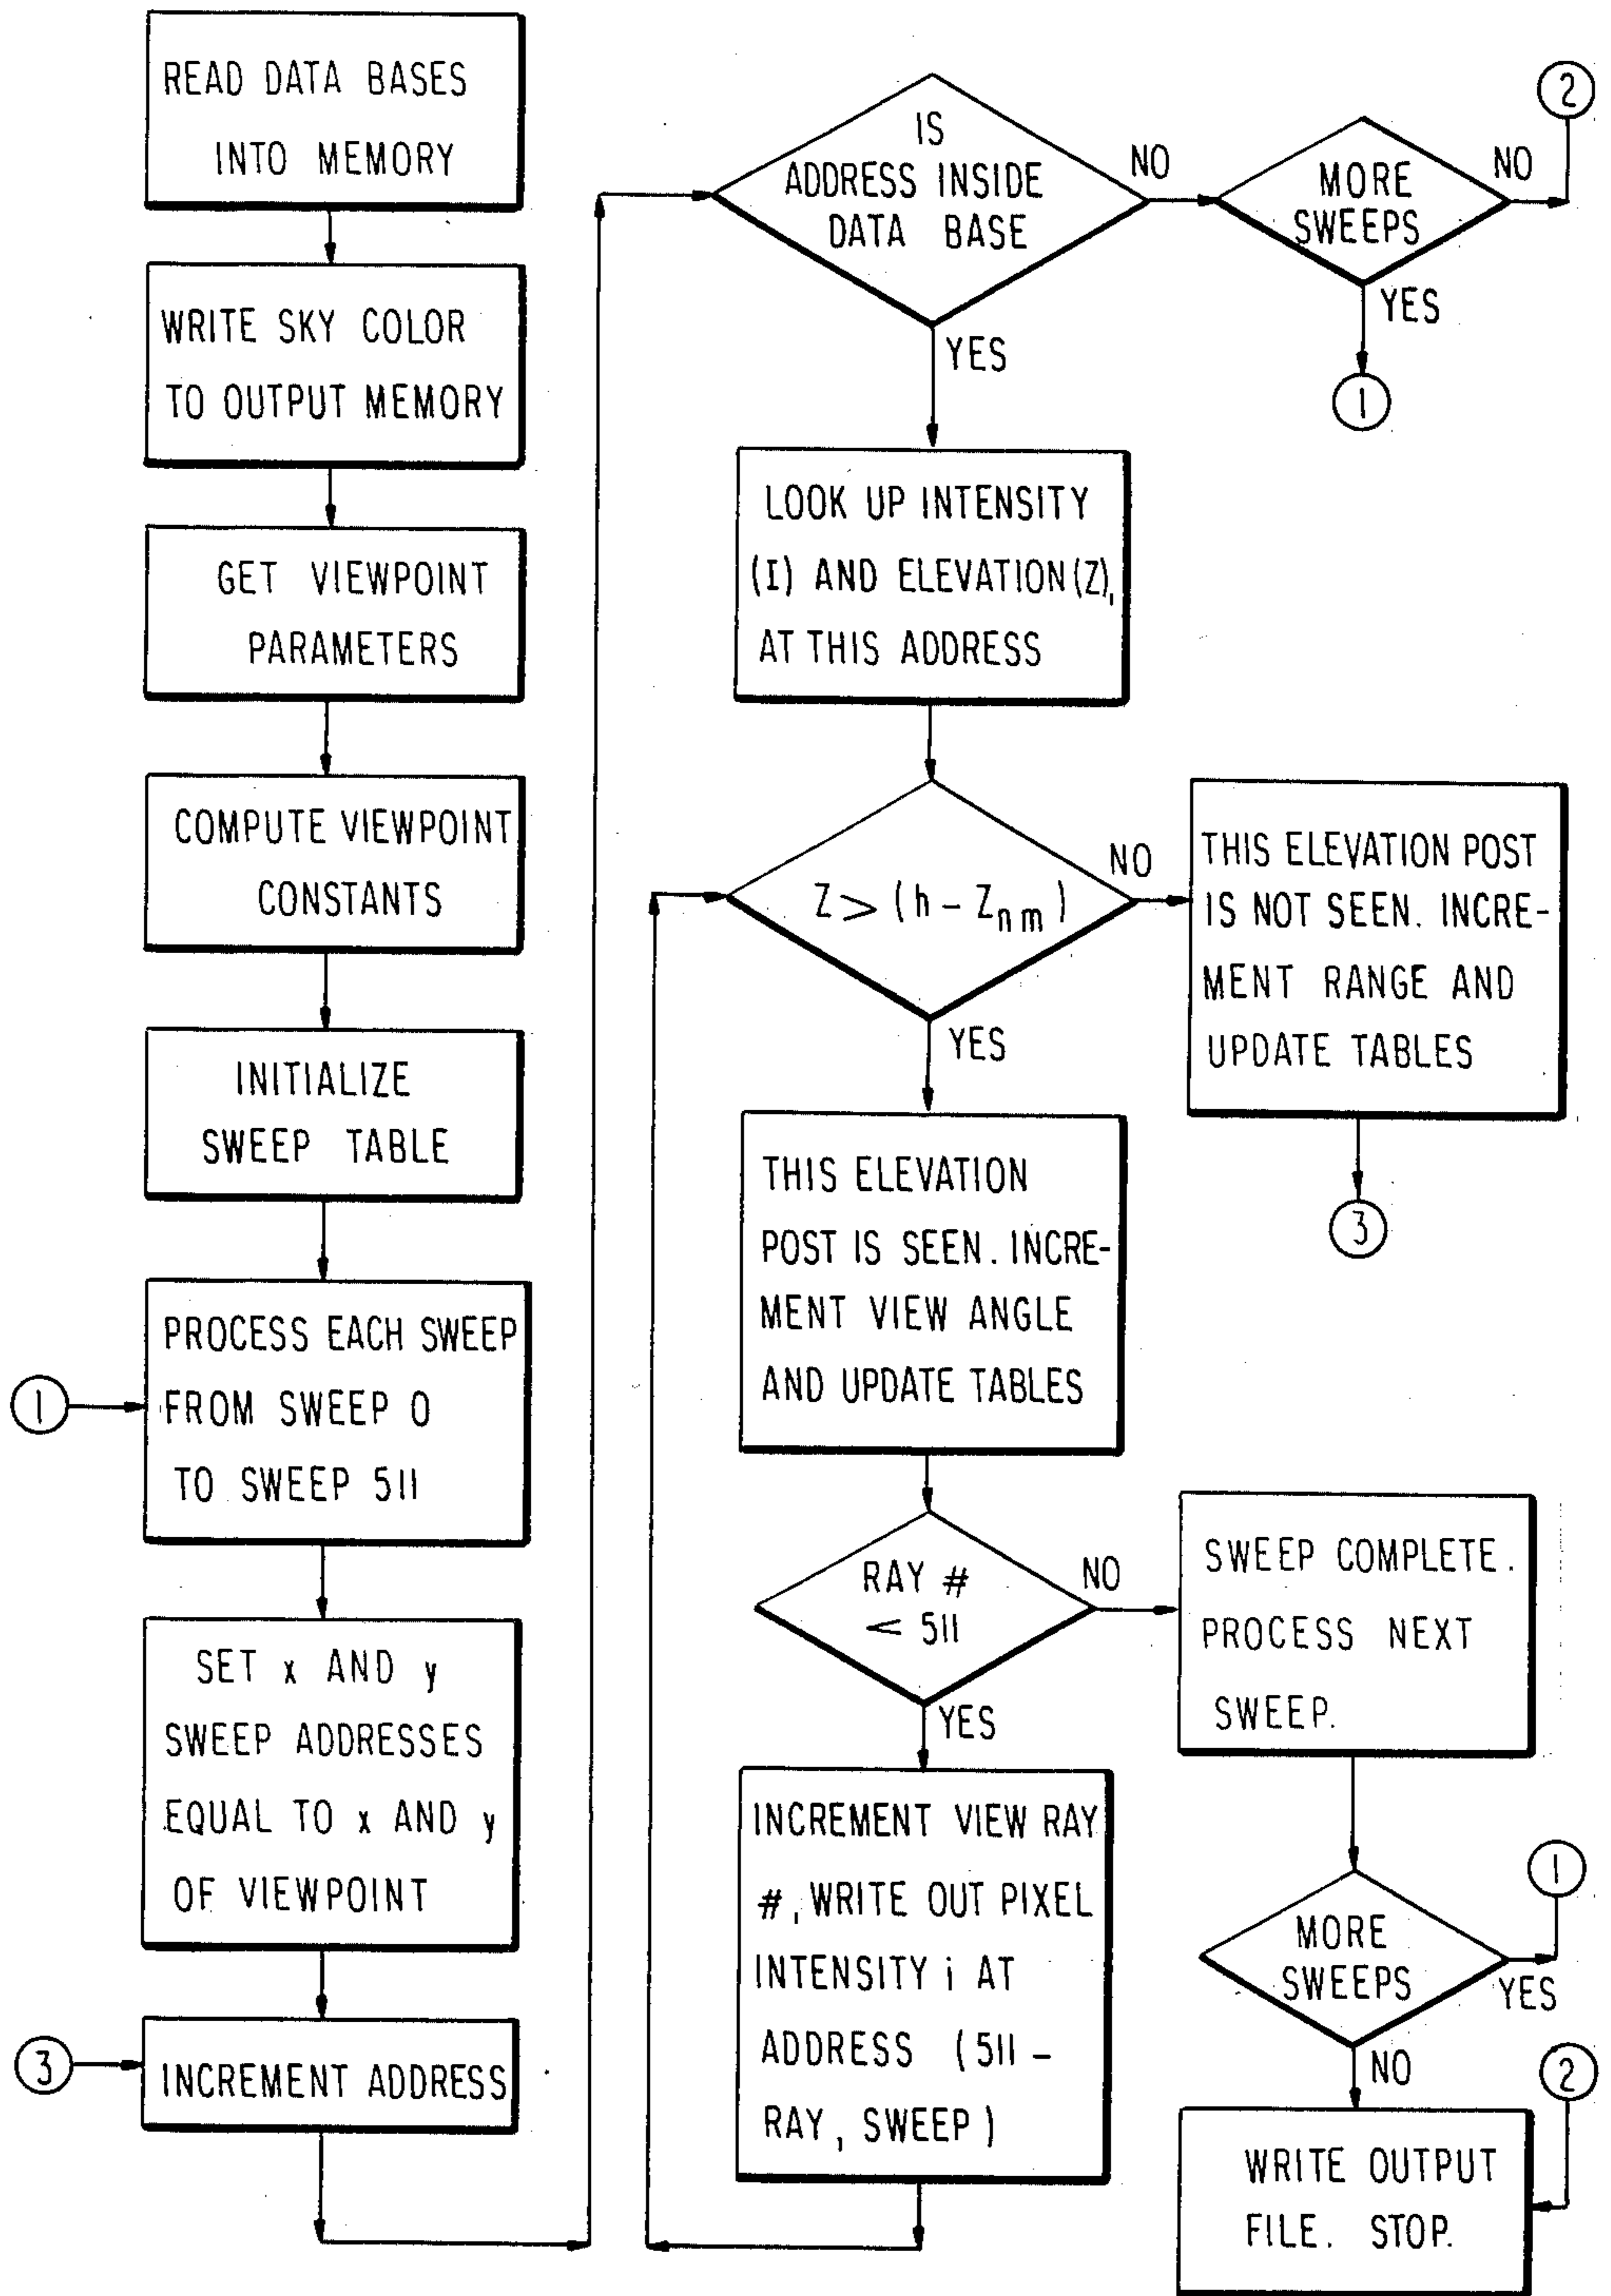 READ DATA BASES
INTO MEMORY
WRITE SKY COLOR
TO OUTPUT MEMORY
GET VIEWPOINT
PARAMETERS
COMPUTE VIEWPOINT
CONSTANTS
INITIALIZE
SWEEP TABLE
1
PROCESS EACH SWEEP
FROM SWEEP 0
TO SWEEP 511
SET x AND y
SWEEP ADDRESSES
EQUAL TO x AND y
OF VIEWPOINT
3
INCREMENT ADDRESS
IS
ADDRESS INSIDE
DATA BASE
NO
YES
MORE
SWEEPS
NO
2
YES
1
LOOK UP INTENSITY
(I) AND ELEVATION(Z),
AT THIS ADDRESS
Z > (h - Znm)
NO
YES
THIS ELEVATION POST
IS NOT SEEN. INCRE-
MENT RANGE AND
UPDATE TABLES
3
THIS ELEVATION
POST IS SEEN. INCRE-
MENT VIEW ANGLE
AND UPDATE TABLES
RAY #
< 511
NO
YES
SWEEP COMPLETE.
PROCESS NEXT
SWEEP.
INCREMENT VIEW RAY
#, WRITE OUT PIXEL
INTENSITY i AT
ADDRESS (511 -
RAY, SWEEP)
MORE
SWEEPS
YES
1
NO
2
WRITE OUTPUT
FILE. STOP.